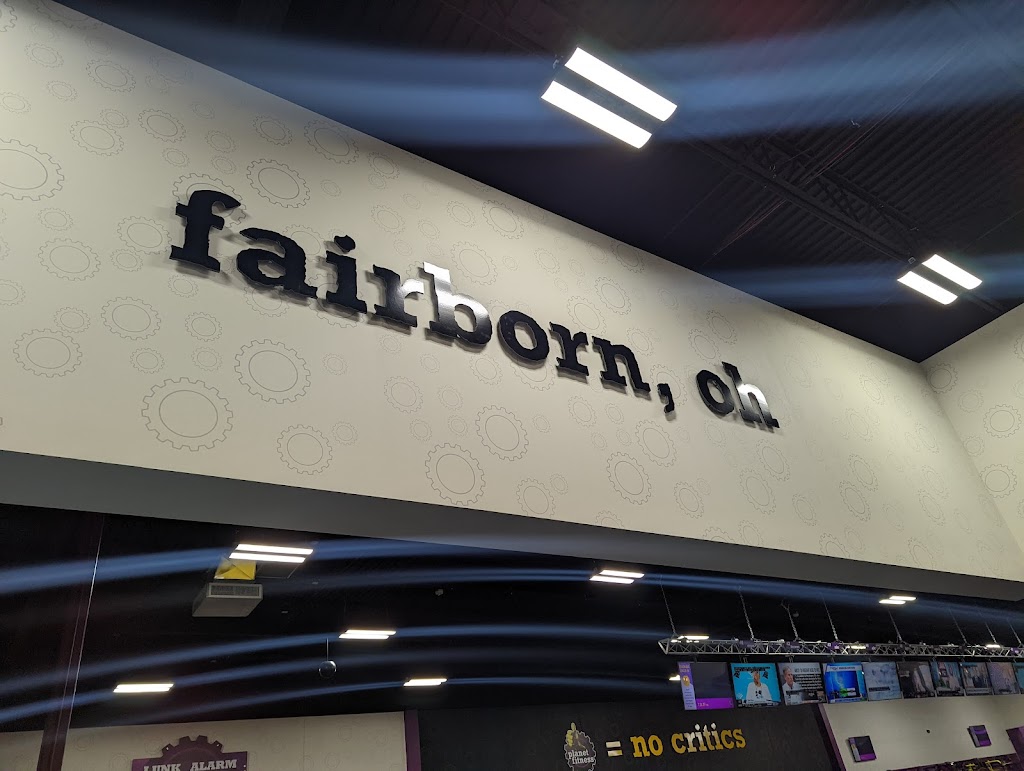 fairborn, oh
planet
fitness
= no critics
LUNK ALARM